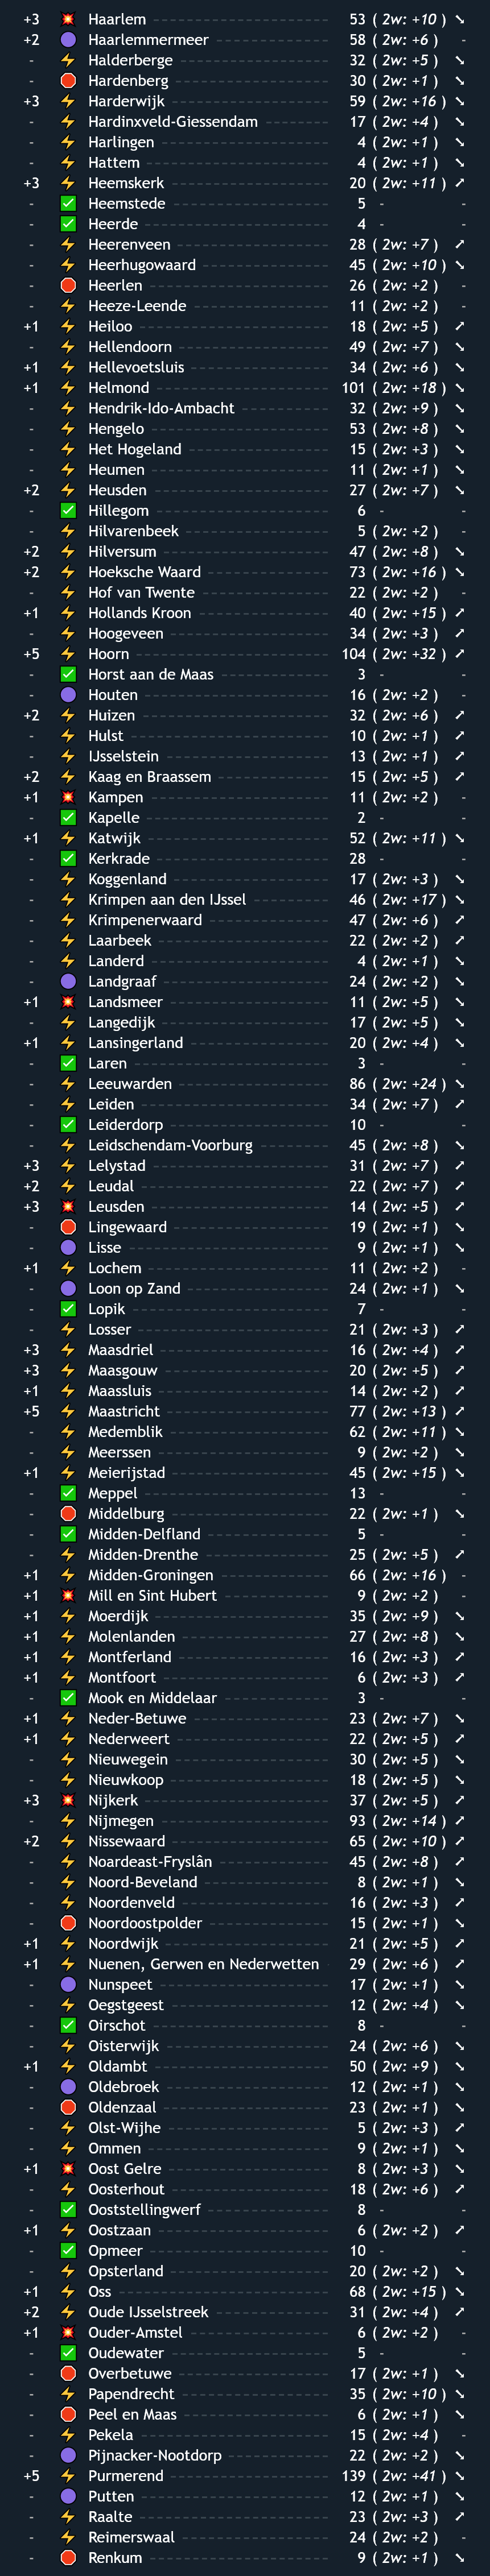 +3 💥 Haarlem 53 ( 2w: +10 ) ➘
+2 🟣 Haarlemmermeer 58 ( 2w: +6 ) -
- ⚡ Halderberge 32 ( 2w: +5 ) ➘
- 🛑 Hardenberg 30 ( 2w: +1 ) ➘
+3 ⚡ Harderwijk 59 ( 2w: +16 ) ➘
- ⚡ Hardinxveld-Giessendam 17 ( 2w: +4 ) ➘
- ⚡ Harlingen 4 ( 2w: +1 ) ➘
- ⚡ Hattem 4 ( 2w: +1 ) ➘
+3 ⚡ Heemskerk 20 ( 2w: +11 ) ➚
- ✅ Heemstede 5 - -
- ✅ Heerde 4 - -
- ⚡ Heerenveen 28 ( 2w: +7 ) ➚
- ⚡ Heerhugowaard 45 ( 2w: +10 ) ➘
- 🛑 Heerlen 26 ( 2w: +2 ) -
- ⚡ Heeze-Leende 11 ( 2w: +2 ) -
+1 ⚡ Heiloo 18 ( 2w: +5 ) ➚
- ⚡ Hellendoorn 49 ( 2w: +7 ) ➘
+1 ⚡ Hellevoetsluis 34 ( 2w: +6 ) ➘
+1 ⚡ Helmond 101 ( 2w: +18 ) ➘
- ⚡ Hendrik-Ido-Ambacht 32 ( 2w: +9 ) ➘
- ⚡ Hengelo 53 ( 2w: +8 ) ➘
- ⚡ Het Hogeland 15 ( 2w: +3 ) ➘
- ⚡ Heumen 11 ( 2w: +1 ) ➘
+2 ⚡ Heusden 27 ( 2w: +7 ) ➘
- ✅ Hillegom 6 - -
- ⚡ Hilvarenbeek 5 ( 2w: +2 ) -
+2 ⚡ Hilversum 47 ( 2w: +8 ) ➘
+2 ⚡ Hoeksche Waard 73 ( 2w: +16 ) ➘
- ⚡ Hof van Twente 22 ( 2w: +2 ) -
+1 ⚡ Hollands Kroon 40 ( 2w: +15 ) ➚
- ⚡ Hoogeveen 34 ( 2w: +3 ) ➚
+5 ⚡ Hoorn 104 ( 2w: +32 ) ➚
- ✅ Horst aan de Maas 3 - -
- 🟣 Houten 16 ( 2w: +2 ) -
+2 ⚡ Huizen 32 ( 2w: +6 ) ➚
- ⚡ Hulst 10 ( 2w: +1 ) ➚
- ⚡ IJsselstein 13 ( 2w: +1 ) ➚
+2 ⚡ Kaag en Braassem 15 ( 2w: +5 ) ➚
+1 💥 Kampen 11 ( 2w: +2 ) -
- ✅ Kapelle 2 - -
+1 ⚡ Katwijk 52 ( 2w: +11 ) ➘
- ✅ Kerkrade 28 - -
- ⚡ Koggenland 17 ( 2w: +3 ) ➘
- ⚡ Krimpen aan den IJssel 46 ( 2w: +17 ) ➘
- ⚡ Krimpenerwaard 47 ( 2w: +6 ) ➚
- ⚡ Laarbeek 22 ( 2w: +2 ) ➚
- ⚡ Landerd 4 ( 2w: +1 ) ➘
- 🟣 Landgraaf 24 ( 2w: +2 ) ➘
+1 💥 Landsmeer 11 ( 2w: +5 ) ➘
- ⚡ Langedijk 17 ( 2w: +5 ) ➘
+1 ⚡ Lansingerland 20 ( 2w: +4 ) ➘
- ✅ Laren 3 - -
- ⚡ Leeuwarden 86 ( 2w: +24 ) ➘
- ⚡ Leiden 34 ( 2w: +7 ) ➚
- ✅ Leiderdorp 10 - -
- ⚡ Leidschendam-Voorburg 45 ( 2w: +8 ) ➘
+3 ⚡ Lelystad 31 ( 2w: +7 ) ➚
+2 ⚡ Leudal 22 ( 2w: +7 ) ➚
+3 💥 Leusden 14 ( 2w: +5 ) ➚
- 🛑 Lingewaard 19 ( 2w: +1 ) ➘
- 🟣 Lisse 9 ( 2w: +1 ) ➘
+1 ⚡ Lochem 11 ( 2w: +2 ) -
- 🟣 Loon op Zand 24 ( 2w: +1 ) ➘
- ✅ Lopik 7 - -
- ⚡ Losser 21 ( 2w: +3 ) ➚
+3 ⚡ Maasdriel 16 ( 2w: +4 ) ➚
+3 ⚡ Maasgouw 20 ( 2w: +5 ) ➚
+1 ⚡ Maassluis 14 ( 2w: +2 ) ➚
+5 ⚡ Maastricht 77 ( 2w: +13 ) ➚
- ⚡ Medemblik 62 ( 2w: +11 ) ➘
- ⚡ Meerssen 9 ( 2w: +2 ) ➘
+1 ⚡ Meierijstad 45 ( 2w: +15 ) ➘
- ✅ Meppel 13 - -
- 🛑 Middelburg 22 ( 2w: +1 ) ➘
- ✅ Midden-Delfland 5 - -
- ⚡ Midden-Drenthe 25 ( 2w: +5 ) ➚
+1 ⚡ Midden-Groningen 66 ( 2w: +16 ) -
+1 💥 Mill en Sint Hubert 9 ( 2w: +2 ) -
+1 ⚡ Moerdijk 35 ( 2w: +9 ) ➘
+1 ⚡ Molenlanden 27 ( 2w: +8 ) ➘
+1 ⚡ Montferland 16 ( 2w: +3 ) ➚
+1 ⚡ Montfoort 6 ( 2w: +3 ) ➚
- ✅ Mook en Middelaar 3 - -
+1 ⚡ Neder-Betuwe 23 ( 2w: +7 ) ➘
+1 ⚡ Nederweert 22 ( 2w: +5 ) ➚
- ⚡ Nieuwegein 30 ( 2w: +5 ) ➘
- ⚡ Nieuwkoop 18 ( 2w: +5 ) ➘
+3 💥 Nijkerk 37 ( 2w: +5 ) ➚
- ⚡ Nijmegen 93 ( 2w: +14 ) ➚
+2 ⚡ Nissewaard 65 ( 2w: +10 ) ➚
- ⚡ Noardeast-Fryslân 45 ( 2w: +8 ) ➚
- ⚡ Noord-Beveland 8 ( 2w: +1 ) ➘
- ⚡ Noordenveld 16 ( 2w: +3 ) ➚
- 🛑 Noordoostpolder 15 ( 2w: +1 ) ➘
+1 ⚡ Noordwijk 21 ( 2w: +5 ) ➚
+1 ⚡ Nuenen, Gerwen en Nederwetten 29 ( 2w: +6 ) ➚
- 🟣 Nunspeet 17 ( 2w: +1 ) ➘
- ⚡ Oegstgeest 12 ( 2w: +4 ) ➘
- ✅ Oirschot 8 - -
- ⚡ Oisterwijk 24 ( 2w: +6 ) ➘
+1 ⚡ Oldambt 50 ( 2w: +9 ) ➘
- 🟣 Oldebroek 12 ( 2w: +1 ) ➘
- 🛑 Oldenzaal 23 ( 2w: +1 ) ➘
- ⚡ Olst-Wijhe 5 ( 2w: +3 ) ➚
- ⚡ Ommen 9 ( 2w: +1 ) ➘
+1 💥 Oost Gelre 8 ( 2w: +3 ) ➘
- ⚡ Oosterhout 18 ( 2w: +6 ) ➚
- ✅ Ooststellingwerf 8 - -
+1 ⚡ Oostzaan 6 ( 2w: +2 ) ➚
- ✅ Opmeer 10 - -
- ⚡ Opsterland 20 ( 2w: +2 ) ➘
+1 ⚡ Oss 68 ( 2w: +15 ) ➘
+2 ⚡ Oude IJsselstreek 31 ( 2w: +4 ) ➚
+1 💥 Ouder-Amstel 6 ( 2w: +2 ) -
- ✅ Oudewater 5 - -
- 🛑 Overbetuwe 17 ( 2w: +1 ) ➘
- ⚡ Papendrecht 35 ( 2w: +10 ) ➘
- 🛑 Peel en Maas 6 ( 2w: +1 ) ➘
- ⚡ Pekela 15 ( 2w: +4 ) -
- 🟣 Pijnacker-Nootdorp 22 ( 2w: +2 ) ➘
+5 ⚡ Purmerend 139 ( 2w: +41 ) ➘
- 🟣 Putten 12 ( 2w: +1 ) ➘
- ⚡ Raalte 23 ( 2w: +3 ) ➚
- ⚡ Reimerswaal 24 ( 2w: +2 ) -
- 🛑 Renkum 9 ( 2w: +1 ) ➘